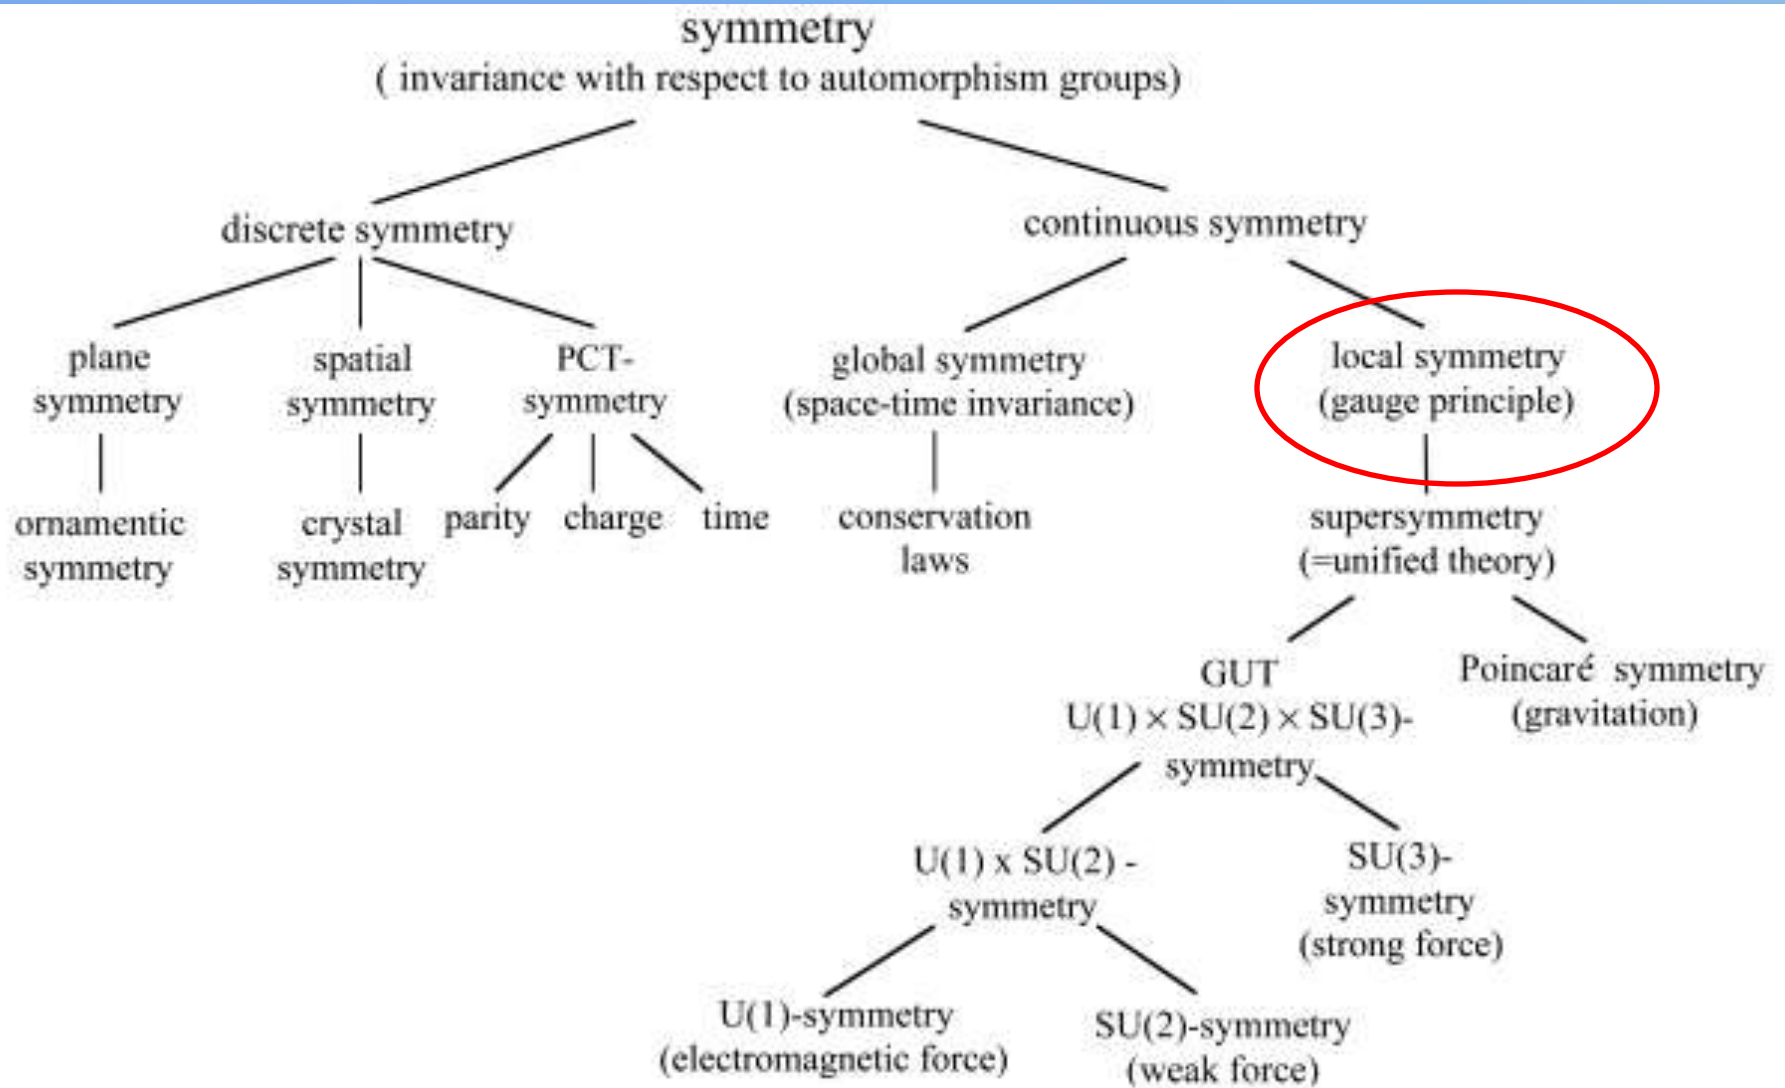 symmetry
( invariance with respect to automorphism groups)
discrete symmetry
continuous symmetry
plane
symmetry
spatial
symmetry
PCT-
symmetry
global symmetry
(space-time invariance)
local symmetry
(gauge principle)
ornamentic
symmetry
crystal
symmetry
parity
charge
time
conservation
laws
supersymmetry
(=unified theory)
GUT
U(1) × SU(2) × SU(3)-
symmetry
Poincaré symmetry
(gravitation)
U(1) x SU(2) -
symmetry
SU(3)-
symmetry
(strong force)
U(1)-symmetry
(electromagnetic force)
SU(2)-symmetry
(weak force)